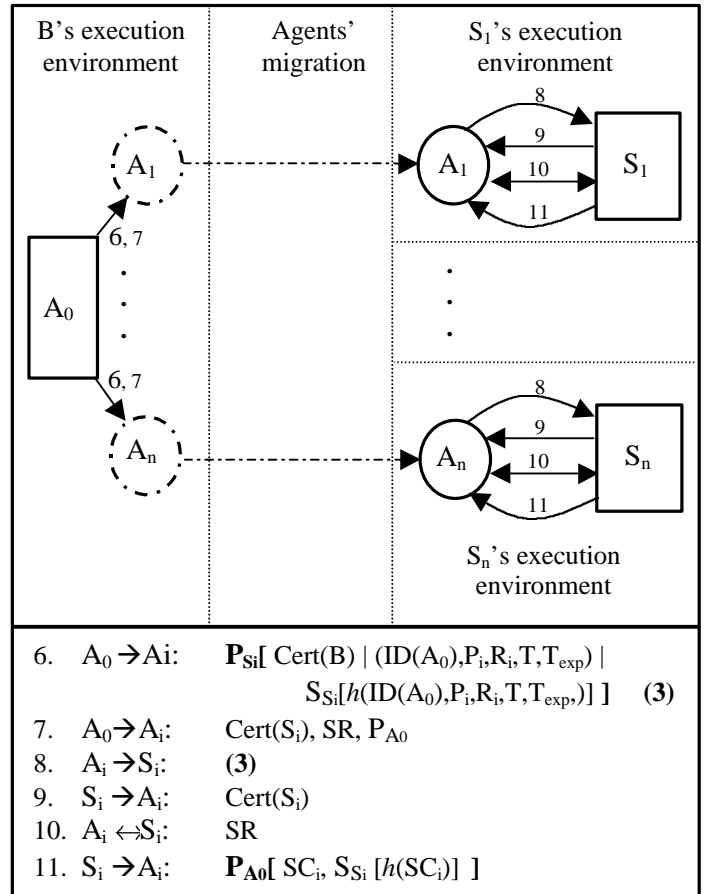 B's execution environment
Agents' migration
S1's execution environment
A1
A1
8
9
10
11
S1
6, 7
A0
6, 7
An
An
8
9
10
11
Sn
Sn's execution environment
6. A0 → Ai: PSi[ Cert(B) | (ID(A0),Pi,Ri,T,Texp) |
SSi[h(ID(A0),Pi,Ri,T,Texp,)] ] (3)
7. A0 → Ai: Cert(Si), SR, PA0
8. Ai → Si: (3)
9. Si → Ai: Cert(Si)
10. Ai ↔ Si: SR
11. Si → Ai: PA0[ SCi, SSi [h(SCi)] ]